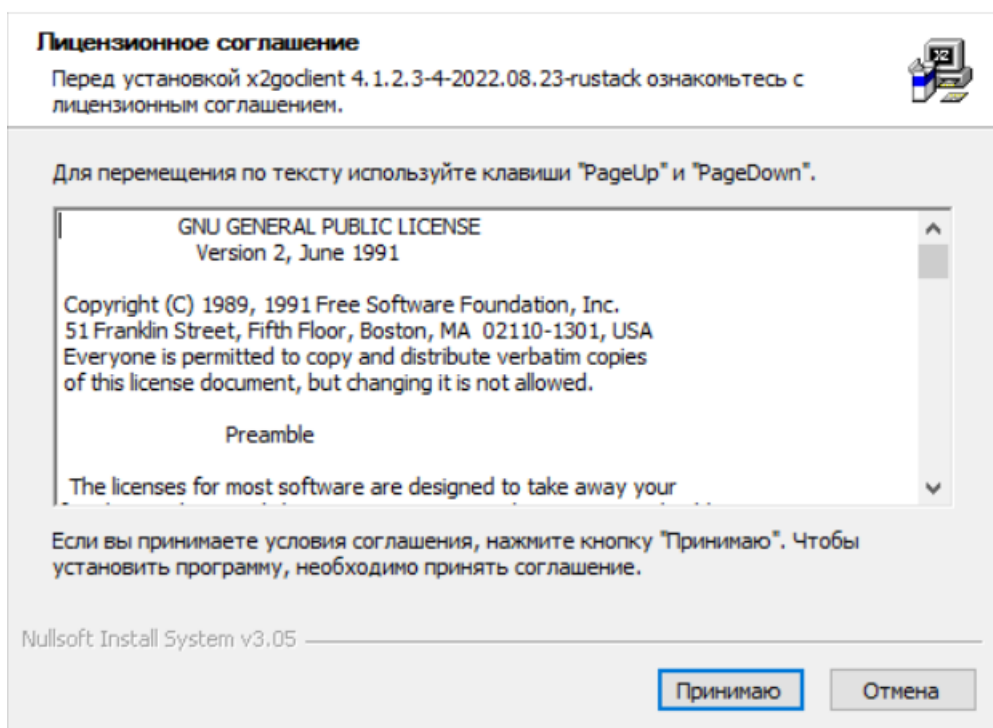 Лицензионное соглашение
Перед установкой x2goclient 4.1.2.3-4-2022.08.23-rustack ознакомьтесь с
лицензионным соглашением.
X2
Для перемещения по тексту используйте клавиши "PageUp" и "PageDown".
GNU GENERAL PUBLIC LICENSE
Version 2, June 1991
Copyright (C) 1989, 1991 Free Software Foundation, Inc.
51 Franklin Street, Fifth Floor, Boston, MA  02110-1301, USA
Everyone is permitted to copy and distribute verbatim copies
of this license document, but changing it is not allowed.
Preamble
The licenses for most software are designed to take away your
Если вы принимаете условия соглашения, нажмите кнопку "Принимаю". Чтобы
установить программу, необходимо принять соглашение.
Nullsoft Install System v3.05
Принимаю
Отмена